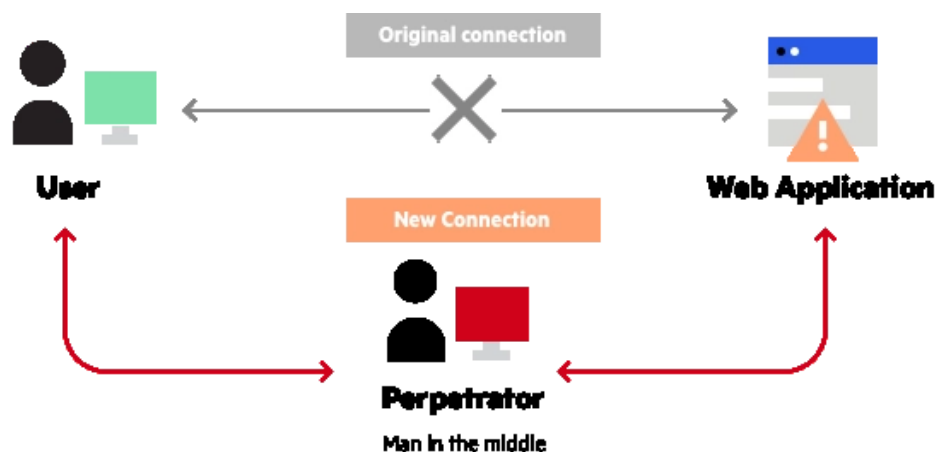 Original connection
User
Web Application
New Connection
Perpetrator
Man in the middle